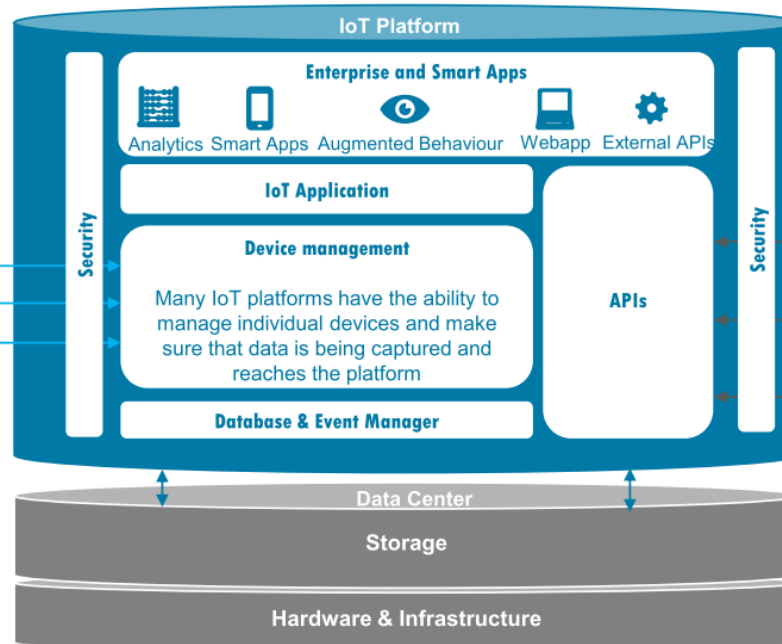 IoT Platform
Enterprise and Smart Apps
Analytics
Smart Apps
Augmented Behaviour
Webapp
External APIs
Security
IoT Application
Device management
Many IoT platforms have the ability to
manage individual devices and make
sure that data is being captured and
reaches the platform
Database & Event Manager
APIs
Security
Data Center
Storage
Hardware & Infrastructure